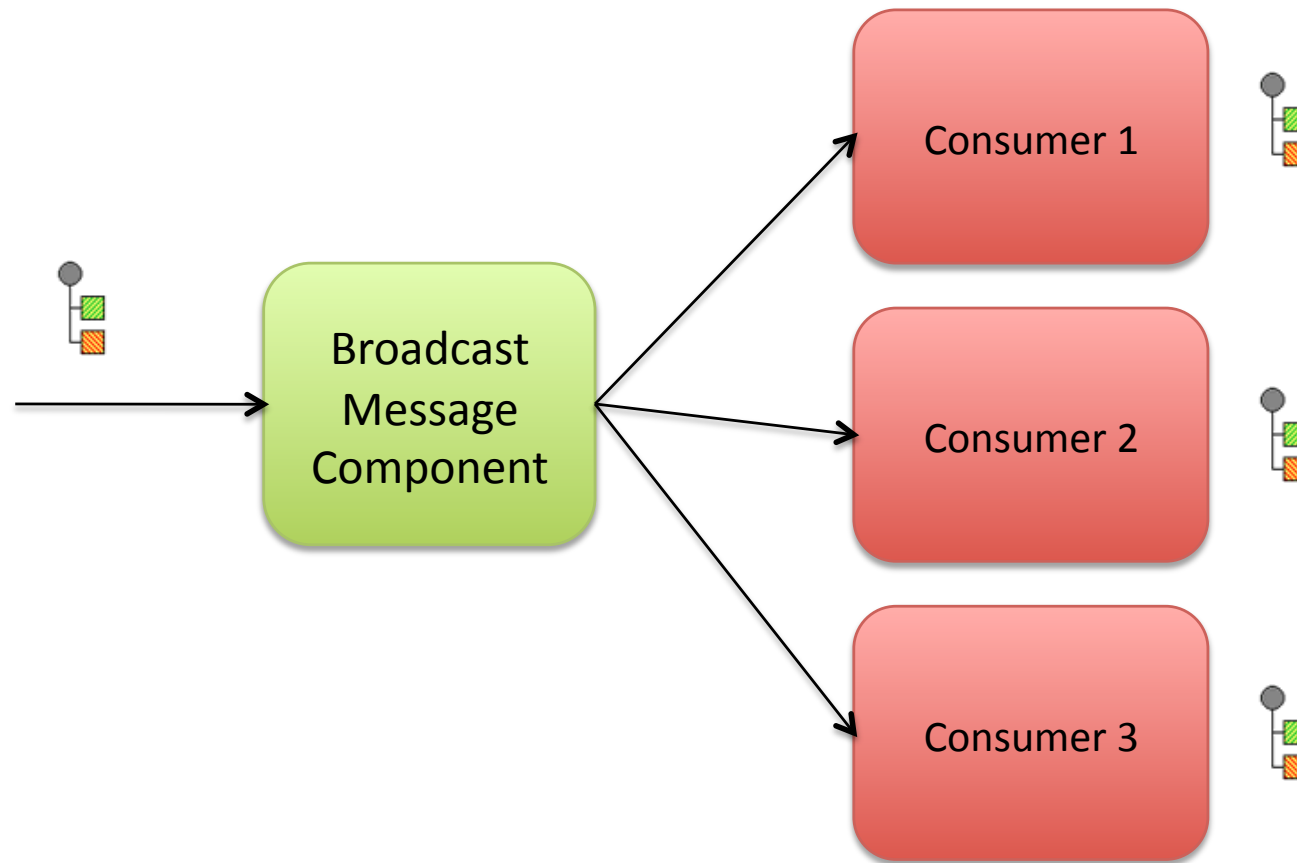 Broadcast
Message
Component
Consumer 1
Consumer 2
Consumer 3